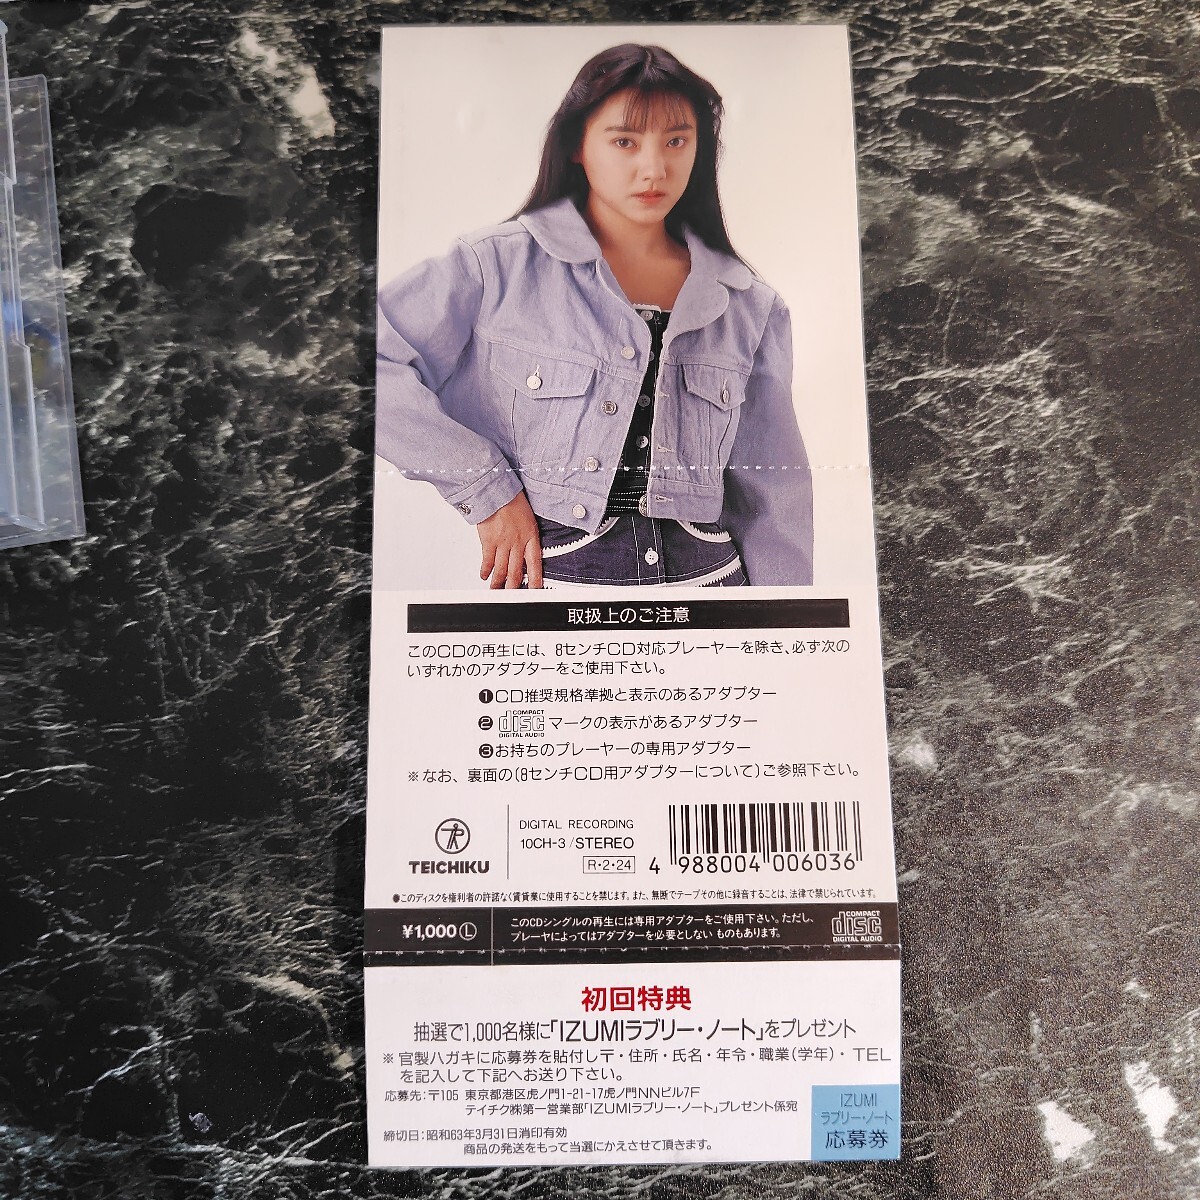 取扱上のご注意
このCDの再生には、8センチCD対応プレーヤーを除き、必ず次の
いずれかのアダプターをご使用下さい。
❶CD推奨規格準拠と表示のあるアダプター
❷ COMPACT disc DIGITAL AUDIO マークの表示があるアダプター
❸お持ちのプレーヤーの専用アダプター
※なお、裏面の(8センチCD用アダプターについて)ご参照下さい。
TEICHIKU
DIGITAL RECORDING
10CH-3/STEREO
R・2・24
4 988004 006036
●このディスクを権利者の許諾なく賃貸業に使用することを禁じます。また、無断でテープその他に録音することは、法律で禁じられています。
¥1,000 Ⓛ
このCDシングルの再生には専用アダプターをご使用下さい。ただし、
プレーヤによってはアダプターを必要としない ものもあります。
COMPACT disc DIGITAL AUDIO
初回特典
抽選で1,000名様に「IZUMIラブリー・ノート」をプレゼント
※官製ハガキに応募券を貼付し〒・住所・氏名・年令・職業(学年)・TEL
を記入して下記へお送り下さい。
応募先:〒105 東京都港区虎ノ門1-21-17虎ノ門NNビル7F
テイチク㈱第一営業部「IZUMIラブリー・ノート」プレゼント係宛
締切日:昭和63年3月31日消印有効
商品の発送をもって当選にかえさせて頂きます。
IZUMI
ラブリー・ノート
応募券